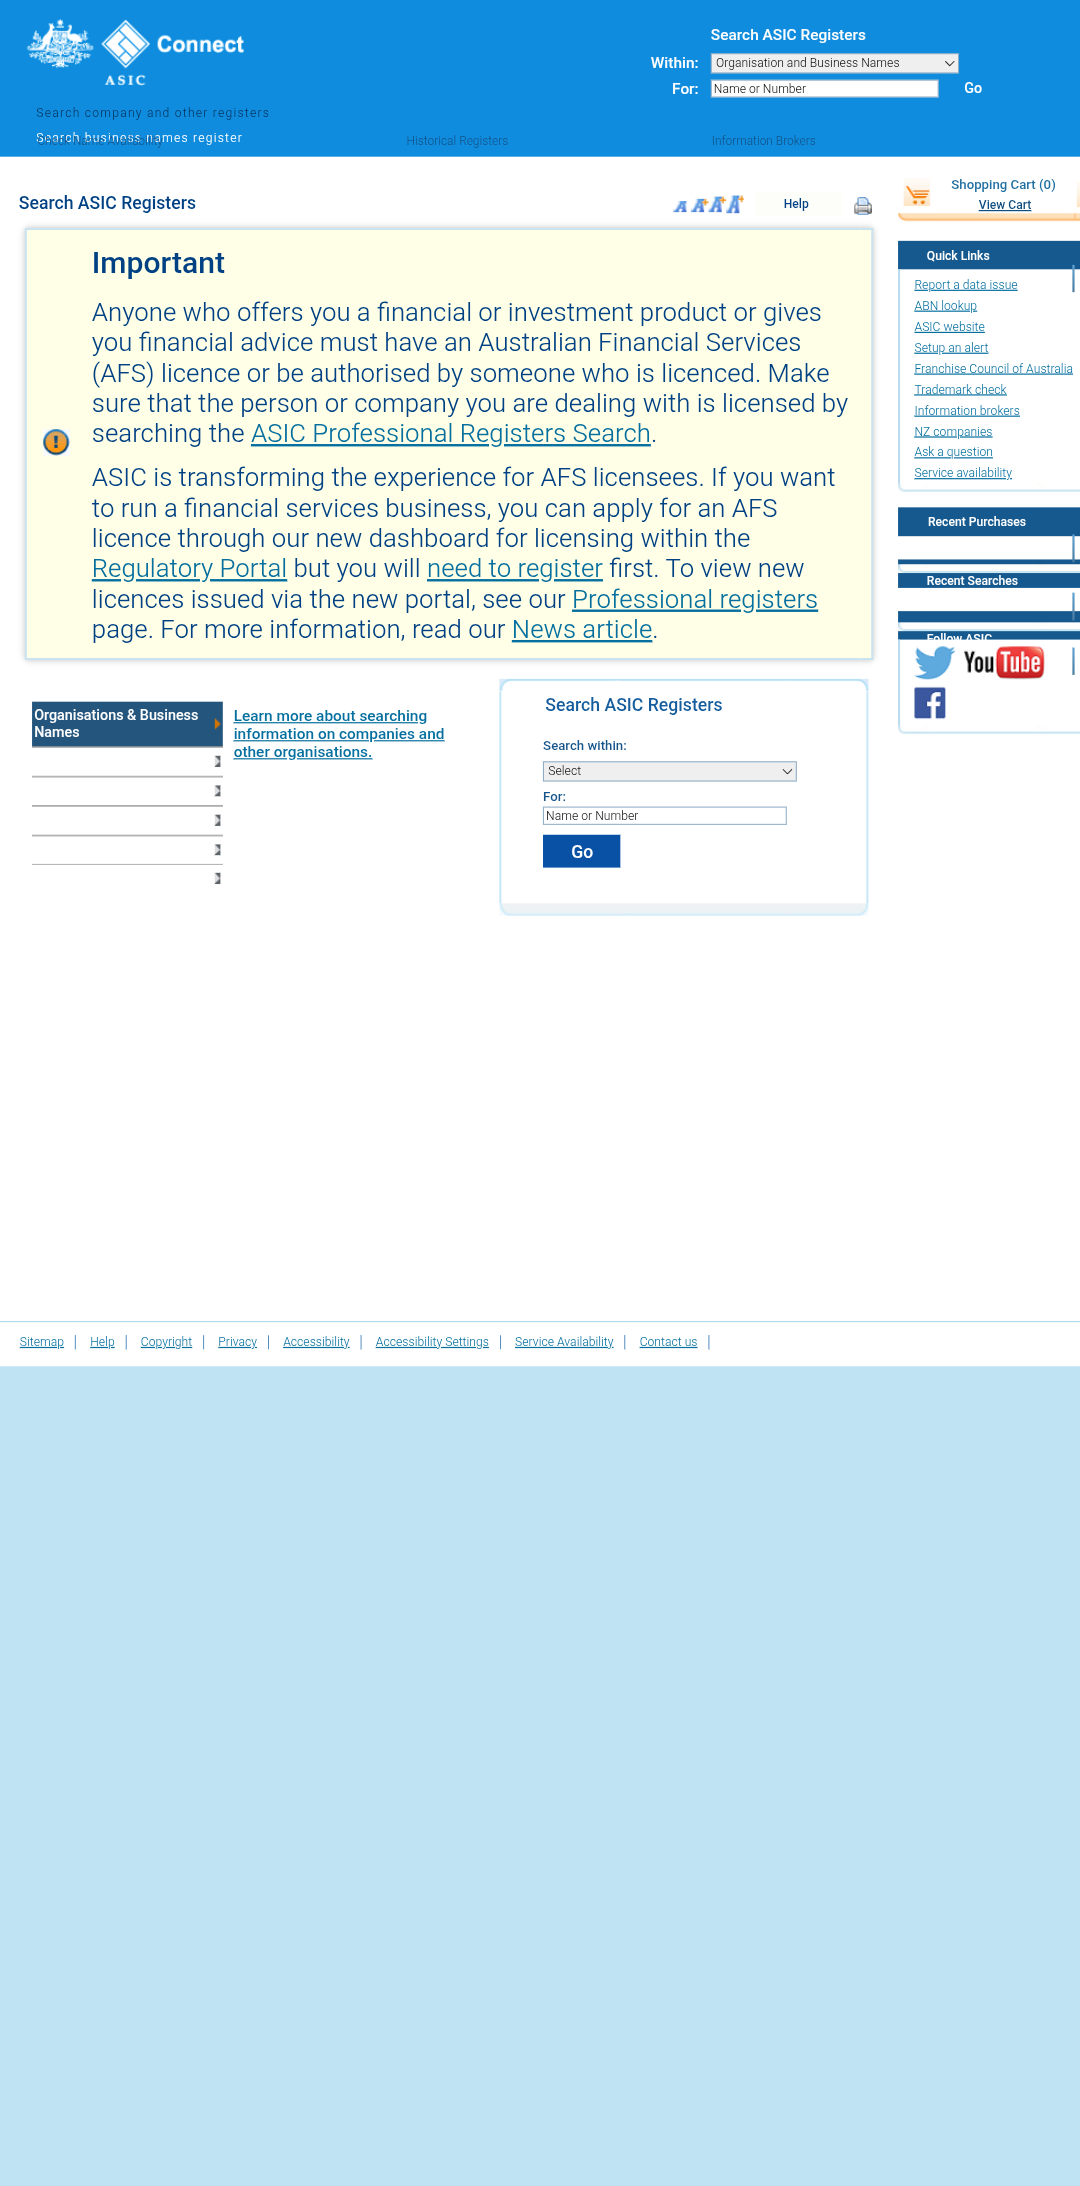 Connect
ASIC
Search ASIC Registers
Within:
Organisation and Business Names
For:
Name or Number
Go
Search company and other registers
Search business names register
Check Name Availability
Historical Registers
Information Brokers
Search ASIC Registers
Help
Shopping Cart (0)
View Cart
Important
Anyone who offers you a financial or investment product or gives
you financial advice must have an Australian Financial Services
(AFS) licence or be authorised by someone who is licenced. Make
sure that the person or company you are dealing with is licensed by
searching the ASIC Professional Registers Search.
ASIC is transforming the experience for AFS licensees. If you want
to run a financial services business, you can apply for an AFS
licence through our new dashboard for licensing within the
Regulatory Portal but you will need to register first. To view new
licences issued via the new portal, see our Professional registers
page. For more information, read our News article.
Quick Links
Report a data issue
ABN lookup
ASIC website
Setup an alert
Franchise Council of Australia
Trademark check
Information brokers
NZ companies
Ask a question
Service availability
Recent Purchases
Recent Searches
Follow ASIC
You Tube
Organisations & Business
Names
Learn more about searching
information on companies and
other organisations.
Search ASIC Registers
Search within:
Select
For:
Name or Number
Go
Sitemap
Help
Copyright
Privacy
Accessibility
Accessibility Settings
Service Availability
Contact us